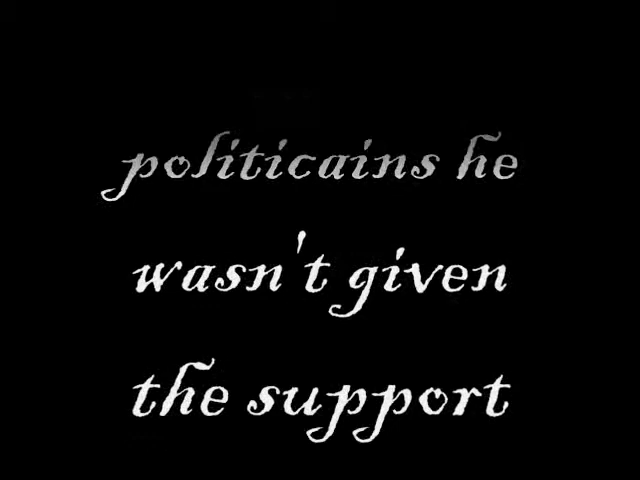 politicains he
wasn't given
the support